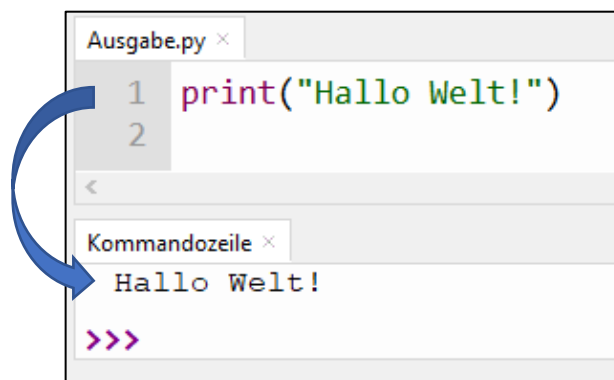 Ausgabe.py ×
1 print("Hallo Welt!")
2
<
Kommandozeile ×
Hallo Welt!
>>>